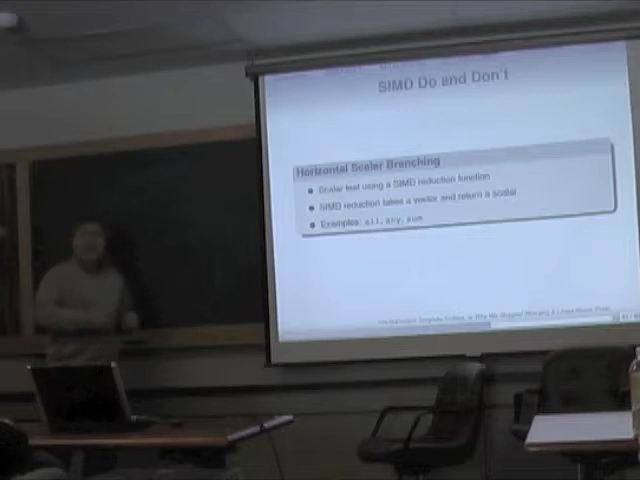 SIMD Do and Don't
Horizontal Scalar Branching
Scalar test using a SIMD reduction function
SIMD reduction takes a vector and return a scalar
Examples: all, any, sum